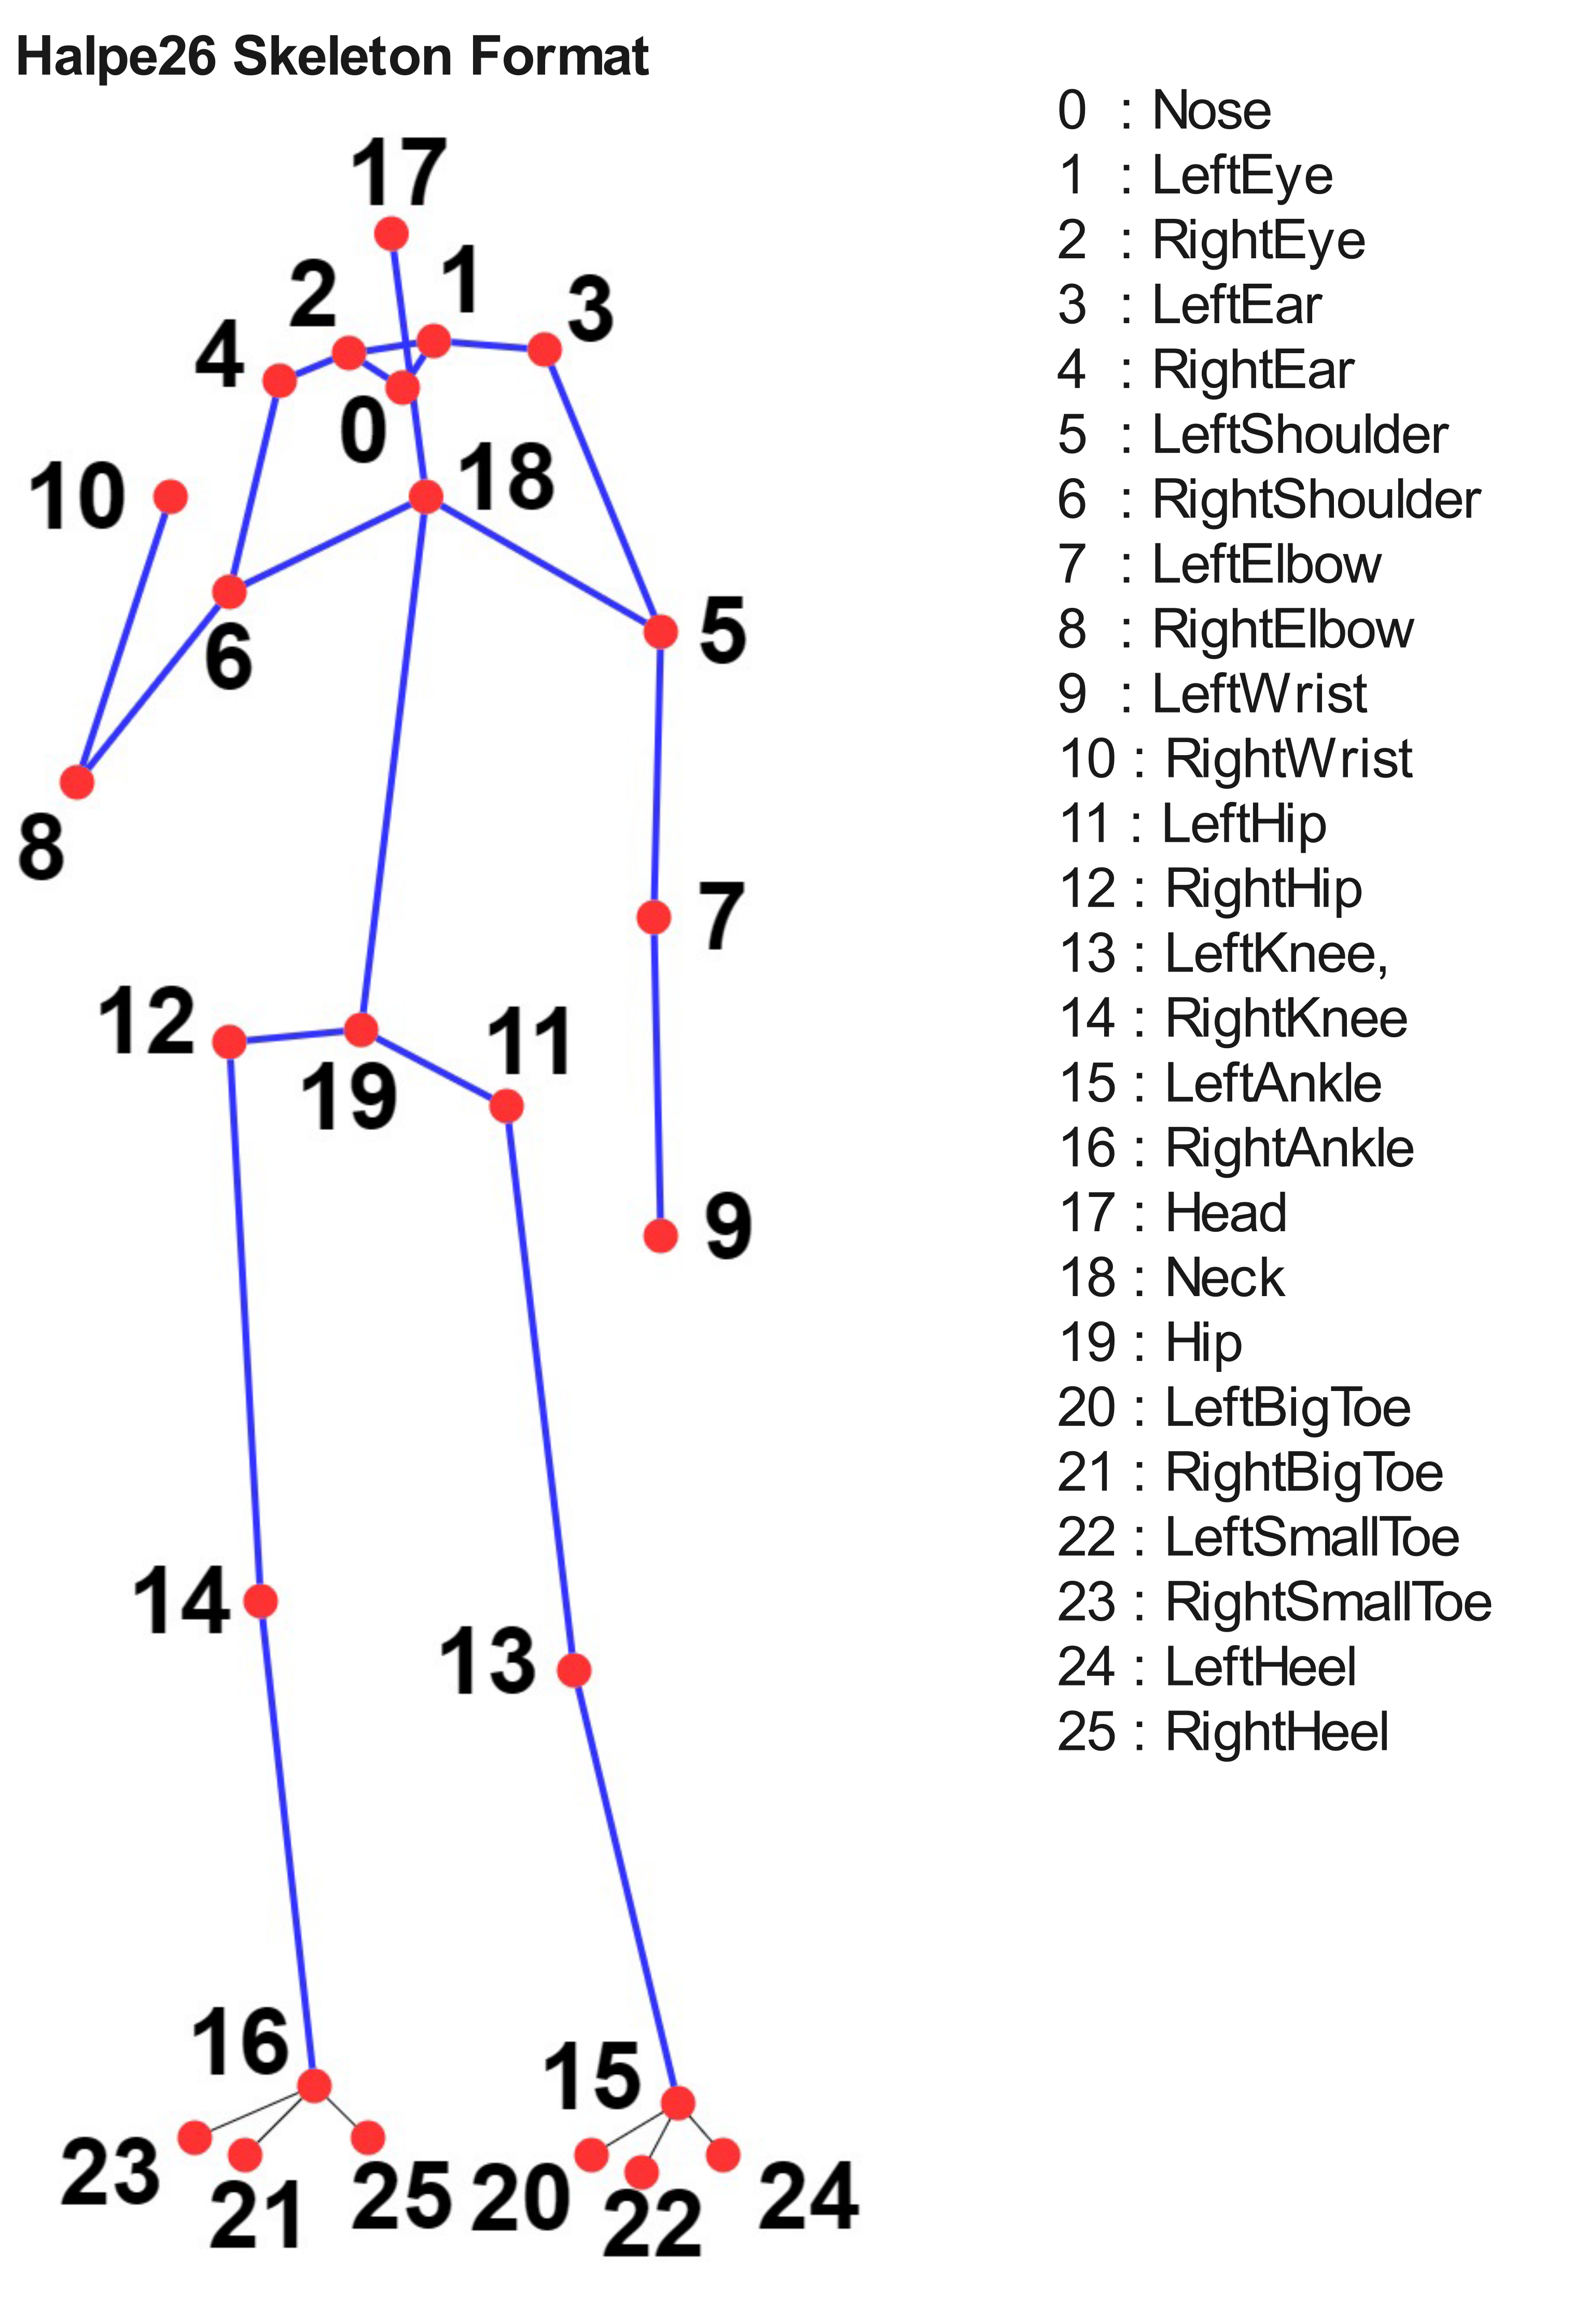 Halpe26 Skeleton Format
17
2
1
3
4
0
10
18
6
5
8
7
12
11
19
9
14
13
16
15
23
21
25
20
22
24
0 : Nose
1 : LeftEye
2 : RightEye
3 : LeftEar
4 : RightEar
5 : LeftShoulder
6 : RightShoulder
7 : LeftElbow
8 : RightElbow
9 : LeftWrist
10 : RightWrist
11 : LeftHip
12 : RightHip
13 : LeftKnee,
14 : RightKnee
15 : LeftAnkle
16 : RightAnkle
17 : Head
18 : Neck
19 : Hip
20 : LeftBigToe
21 : RightBigToe
22 : LeftSmallToe
23 : RightSmallToe
24 : LeftHeel
25 : RightHeel